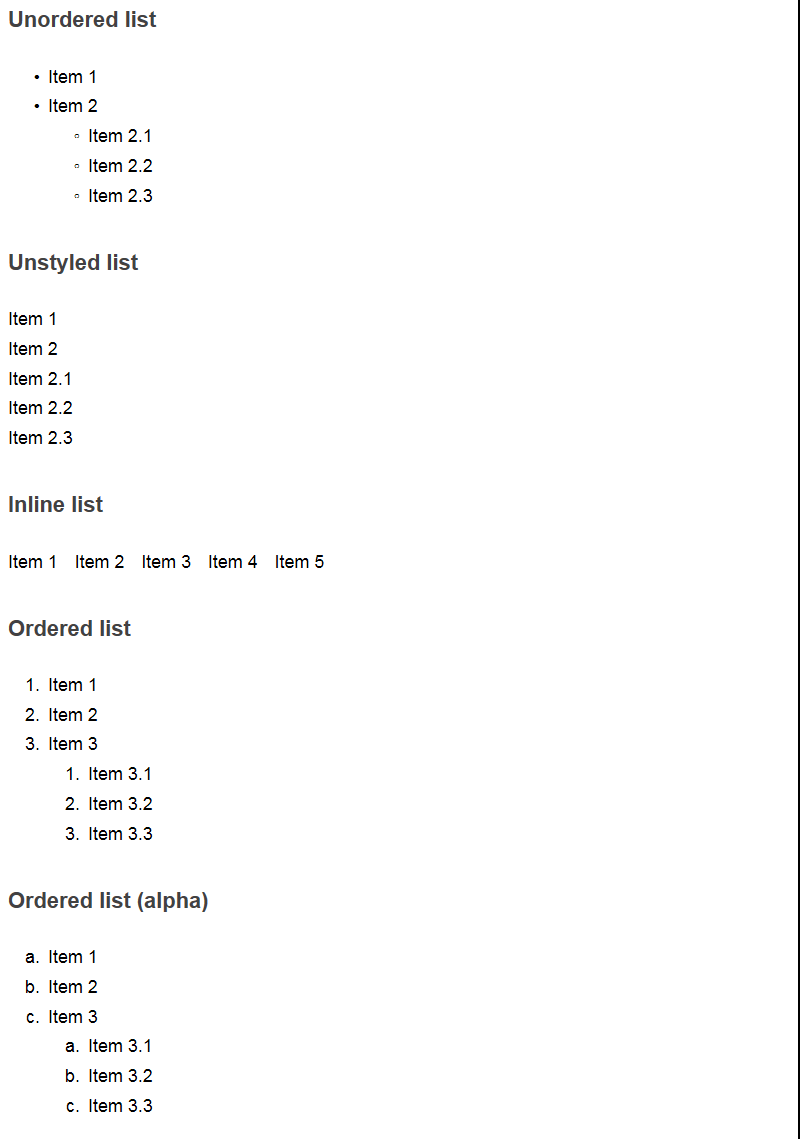 Unordered list
• Item 1
• Item 2
◦ Item 2.1
◦ Item 2.2
◦ Item 2.3
Unstyled list
Item 1
Item 2
Item 2.1
Item 2.2
Item 2.3
Inline list
Item 1 Item 2 Item 3 Item 4 Item 5
Ordered list
1. Item 1
2. Item 2
3. Item 3
1. Item 3.1
2. Item 3.2
3. Item 3.3
Ordered list (alpha)
a. Item 1
b. Item 2
c. Item 3
a. Item 3.1
b. Item 3.2
c. Item 3.3